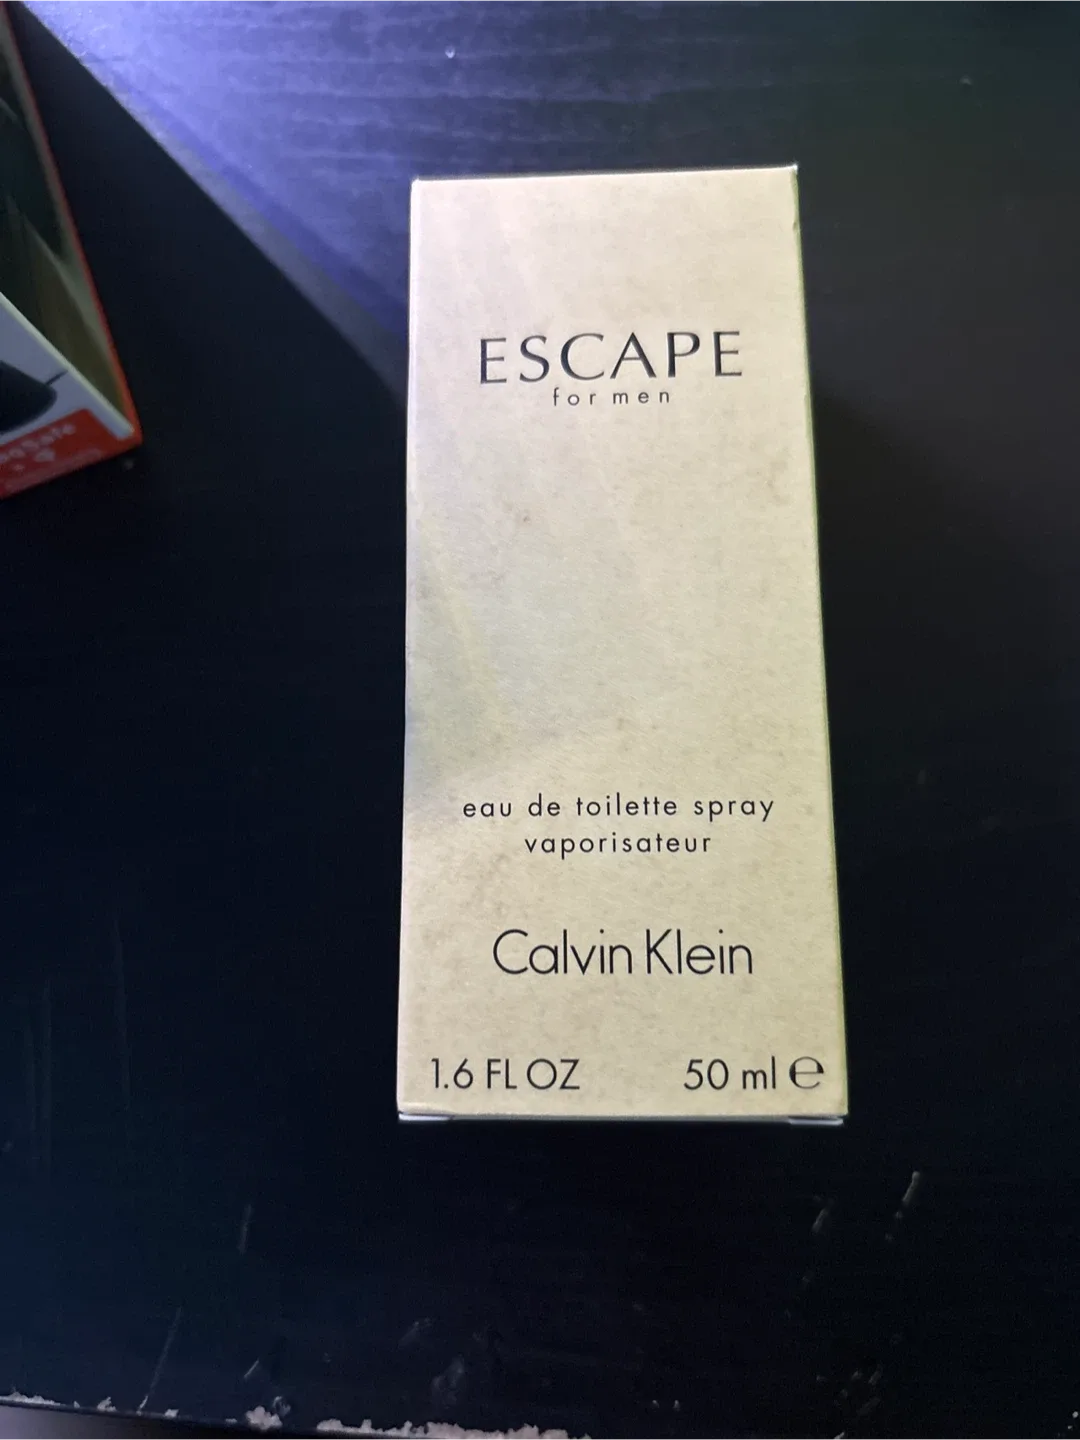 ESCAPE
for men
eau de toilette spray
vaporisateur
Calvin Klein
1.6 FL OZ 50 ml ℮